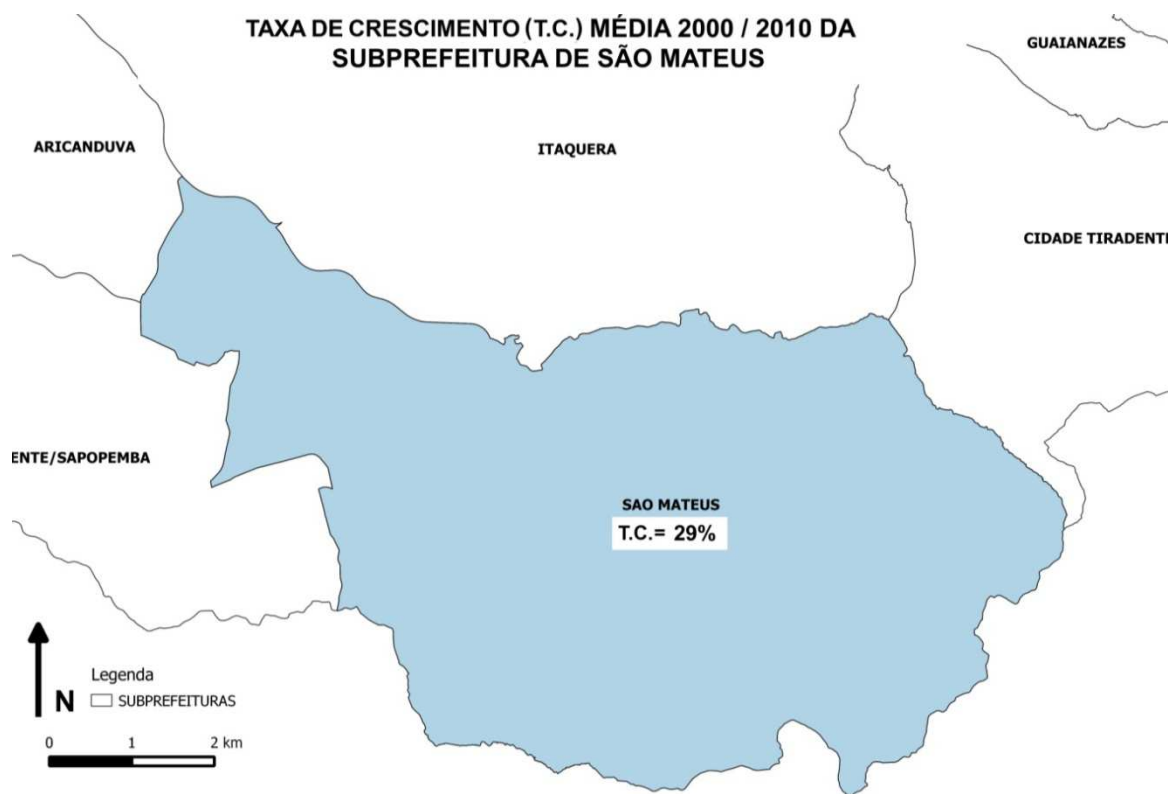 TAXA DE CRESCIMENTO (T.C.) MÉDIA 2000 / 2010 DA
SUBPREFEITURA DE SÃO MATEUS
GUAIANAZES
ARICANDUVA
ITAQUERA
CIDADE TIRADENTE
ENTE/SAPOPEMBA
SAO MATEUS
T.C.= 29%
Legenda
N
SUBPREFEITURAS
0 1 2 km